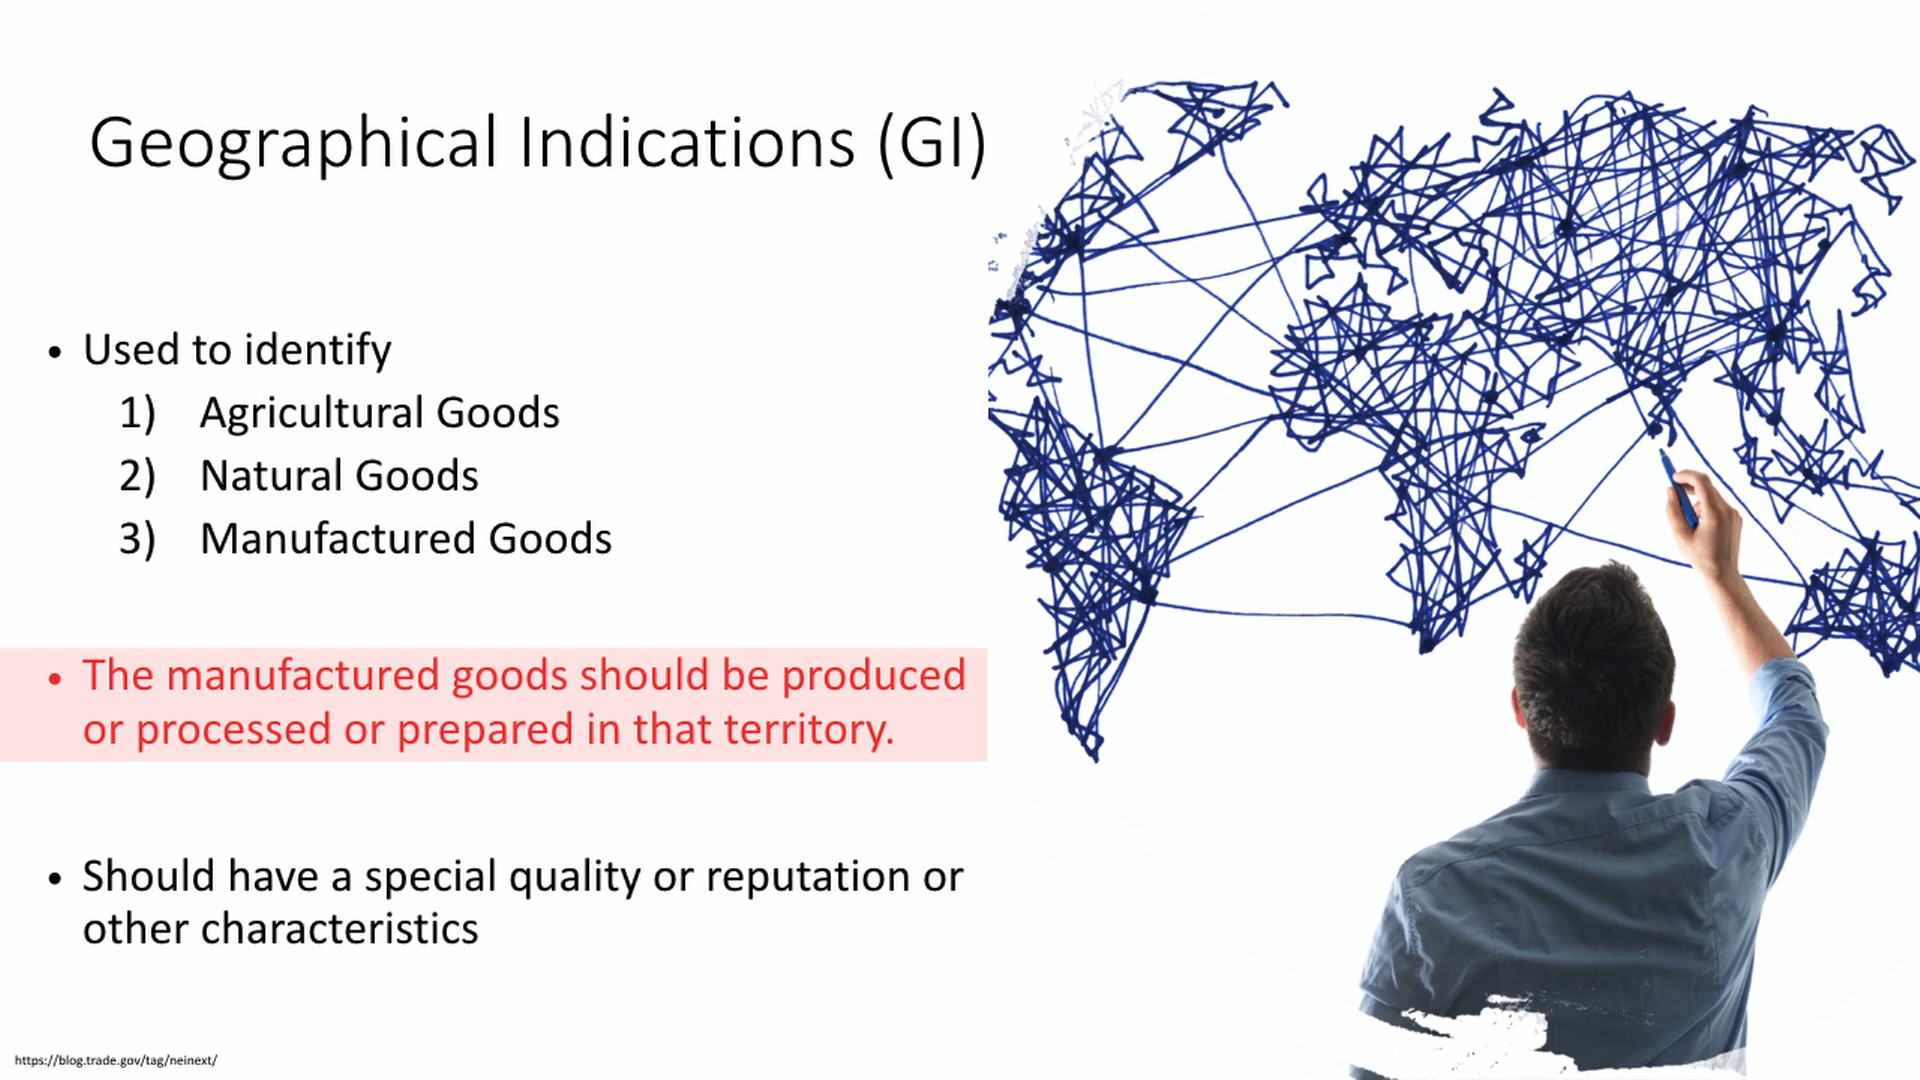 Geographical Indications (GI)
• Used to identify
1) Agricultural Goods
2) Natural Goods
3) Manufactured Goods
• The manufactured goods should be produced
or processed or prepared in that territory.
• Should have a special quality or reputation or
other characteristics
https://blog.trade.gov/tag/neinext/